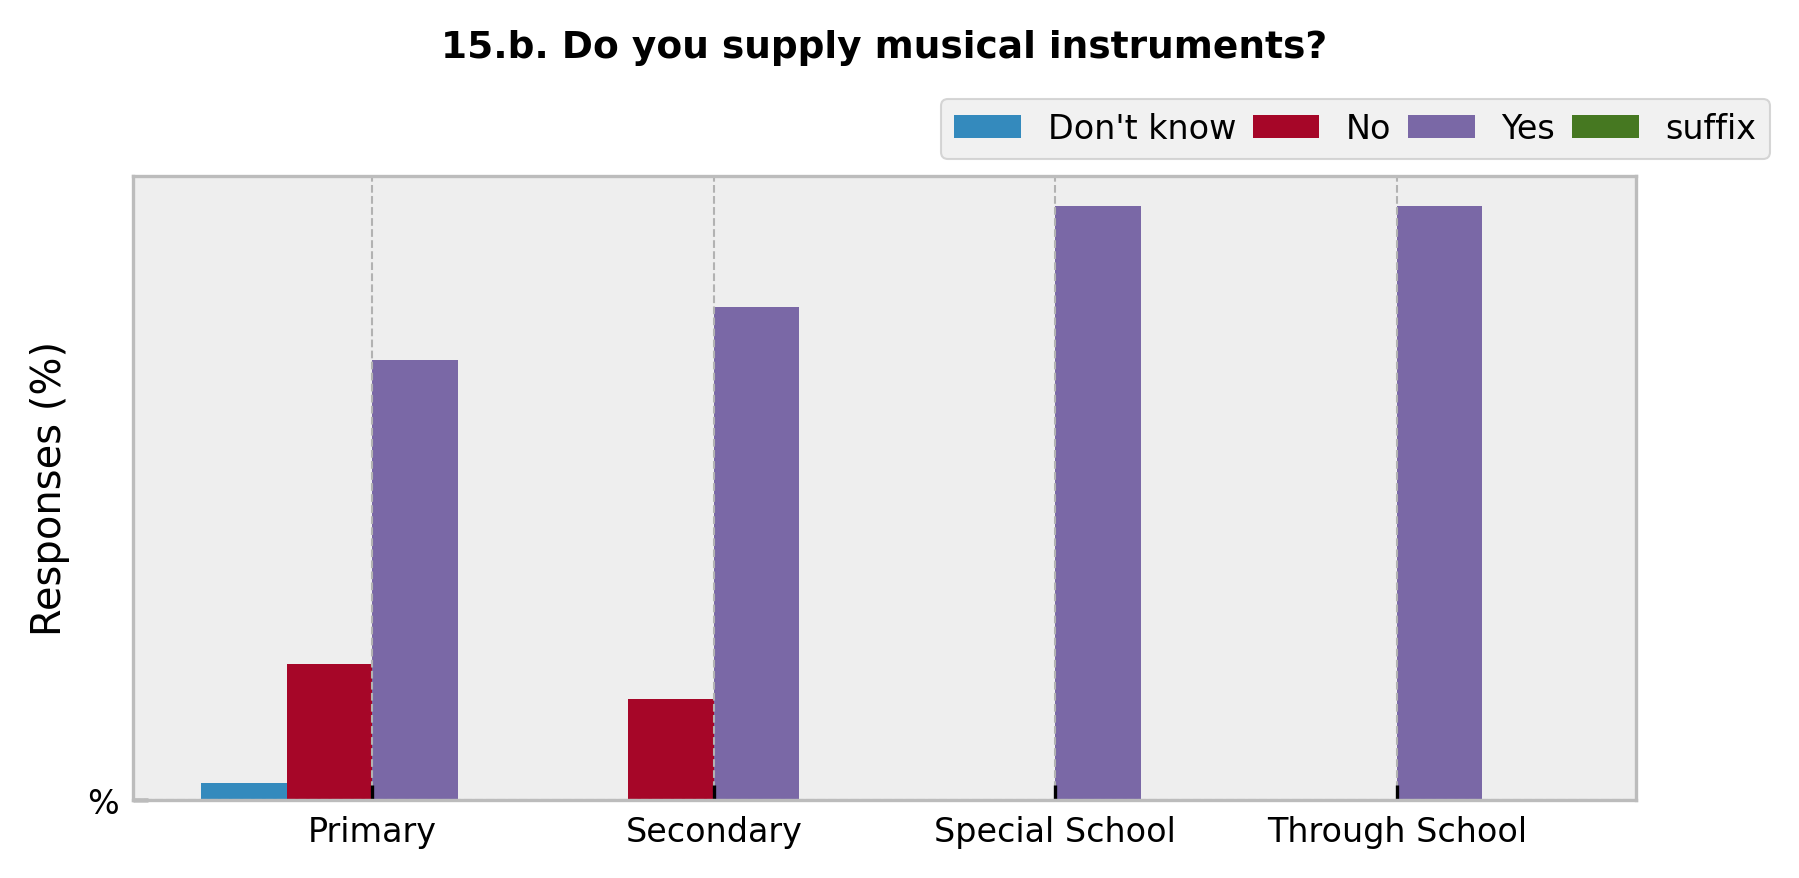 15.b. Do you supply musical instruments?
Don't know No Yes suffix
Responses (%)
%
Primary Secondary Special School Through School